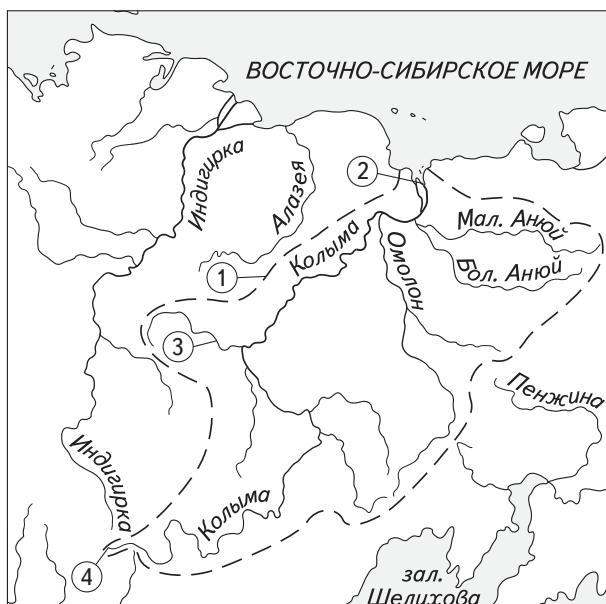 ВОСТОЧНО-СИБИРСКОЕ МОРЕ
Индигирка
Алазея
2
Мал. Анюй
Колыма
Омолон
Бол. Анюй
1
3
Пенжина
Индигирка
Колыма
4
зал.
Шелихова